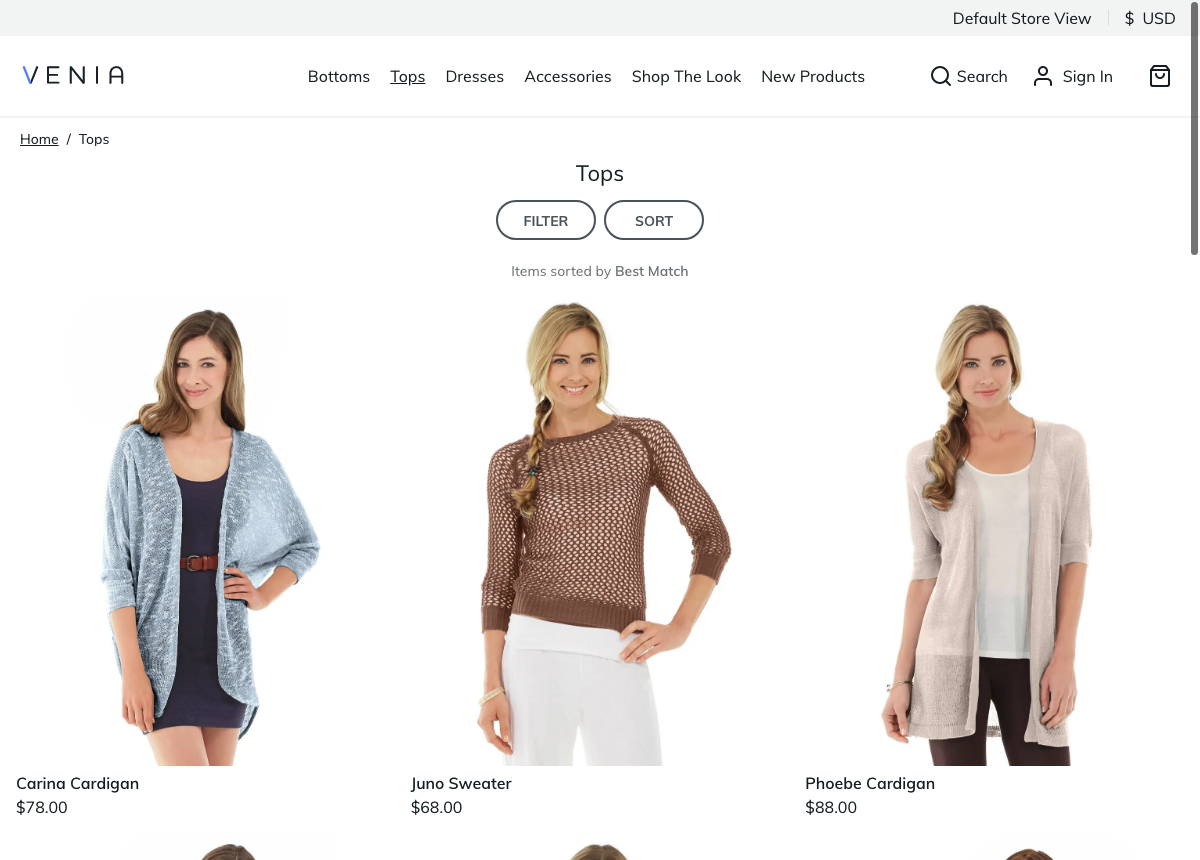 Default Store View
$ USD
VENIA
Bottoms Tops Dresses Accessories Shop The Look New Products
Search Sign In
Home / Tops
Tops
FILTER SORT
Items sorted by Best Match
Carina Cardigan
$78.00
Juno Sweater
$68.00
Phoebe Cardigan
$88.00